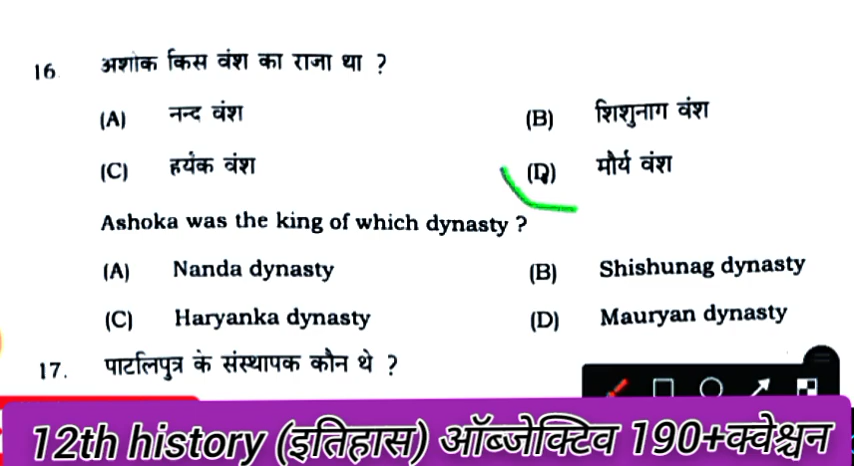 16. अशोक किस वंश का राजा था ?
(A) नन्द वंश (B) शिशुनाग वंश
(C) हर्यक वंश (D) मौर्य वंश
Ashoka was the king of which dynasty ?
(A) Nanda dynasty (B) Shishunag dynasty
(C) Haryanka dynasty (D) Mauryan dynasty
17. पाटलिपुत्र के संस्थापक कौन थे ?
12th history (इतिहास) ऑब्जेक्टिव 190+क्वेश्चन